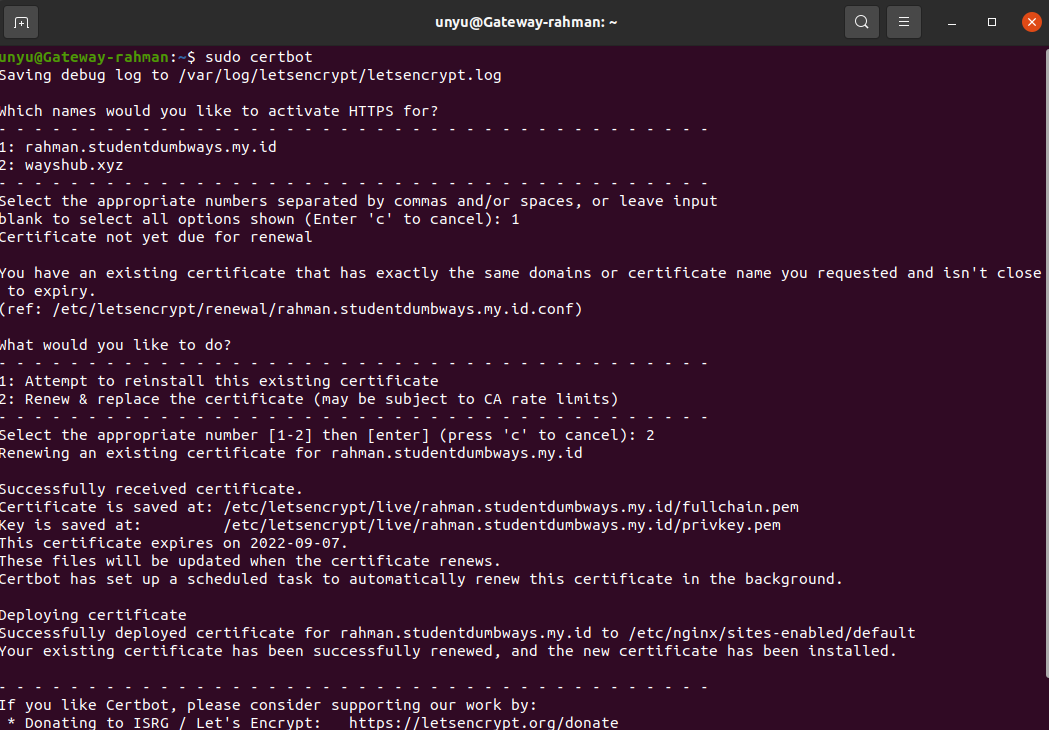 unyu@Gateway-rahman: ~
unyu@Gateway-rahman:~$ sudo certbot
Saving debug log to /var/log/letsencrypt/letsencrypt.log
Which names would you like to activate HTTPS for?
- - - - - - - - - - - - - - - - - - - - - - - - - - - - - - - - - - - - - - - -
1: rahman.studentdumbways.my.id
2: wayshub.xyz
- - - - - - - - - - - - - - - - - - - - - - - - - - - - - - - - - - - - - - - -
Select the appropriate numbers separated by commas and/or spaces, or leave input
blank to select all options shown (Enter 'c' to cancel): 1
Certificate not yet due for renewal
You have an existing certificate that has exactly the same domains or certificate name you requested and isn't close
 to expiry.
(ref: /etc/letsencrypt/renewal/rahman.studentdumbways.my.id.conf)
What would you like to do?
- - - - - - - - - - - - - - - - - - - - - - - - - - - - - - - - - - - - - - - -
1: Attempt to reinstall this existing certificate
2: Renew & replace the certificate (may be subject to CA rate limits)
- - - - - - - - - - - - - - - - - - - - - - - - - - - - - - - - - - - - - - - -
Select the appropriate number [1-2] then [enter] (press 'c' to cancel): 2
Renewing an existing certificate for rahman.studentdumbways.my.id
Successfully received certificate.
Certificate is saved at: /etc/letsencrypt/live/rahman.studentdumbways.my.id/fullchain.pem
Key is saved at:         /etc/letsencrypt/live/rahman.studentdumbways.my.id/privkey.pem
This certificate expires on 2022-09-07.
These files will be updated when the certificate renews.
Certbot has set up a scheduled task to automatically renew this certificate in the background.
Deploying certificate
Successfully deployed certificate for rahman.studentdumbways.my.id to /etc/nginx/sites-enabled/default
Your existing certificate has been successfully renewed, and the new certificate has been installed.
- - - - - - - - - - - - - - - - - - - - - - - - - - - - - - - - - - - - - - - -
If you like Certbot, please consider supporting our work by:
 * Donating to ISRG / Let's Encrypt:   https://letsencrypt.org/donate